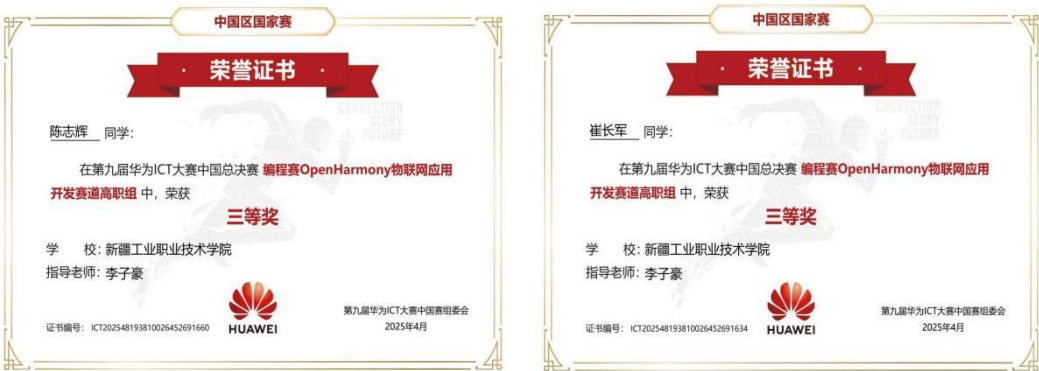 中国区国家赛
· 荣誉证书 ·
CONNECTION
GLORY
FUTURE
陈志辉 同学:
在第九届华为ICT大赛中国总决赛 编程赛OpenHarmony物联网应用
开发赛道高职组 中，荣获
三等奖
学 校: 新疆工业职业技术学院
指导老师: 李子豪
证书编号: ICT20254819381002645269​1660
HUAWEI
第九届华为ICT大赛中国赛组委会
2025年4月
中国区国家赛
· 荣誉证书 ·
CONNECTION
GLORY
FUTURE
崔长军 同学:
在第九届华为ICT大赛中国总决赛 编程赛OpenHarmony物联网应用
开发赛道高职组 中，荣获
三等奖
学 校: 新疆工业职业技术学院
指导老师: 李子豪
证书编号: ICT202548193810026452691634
HUAWEI
第九届华为ICT大赛中国赛组委会
2025年4月